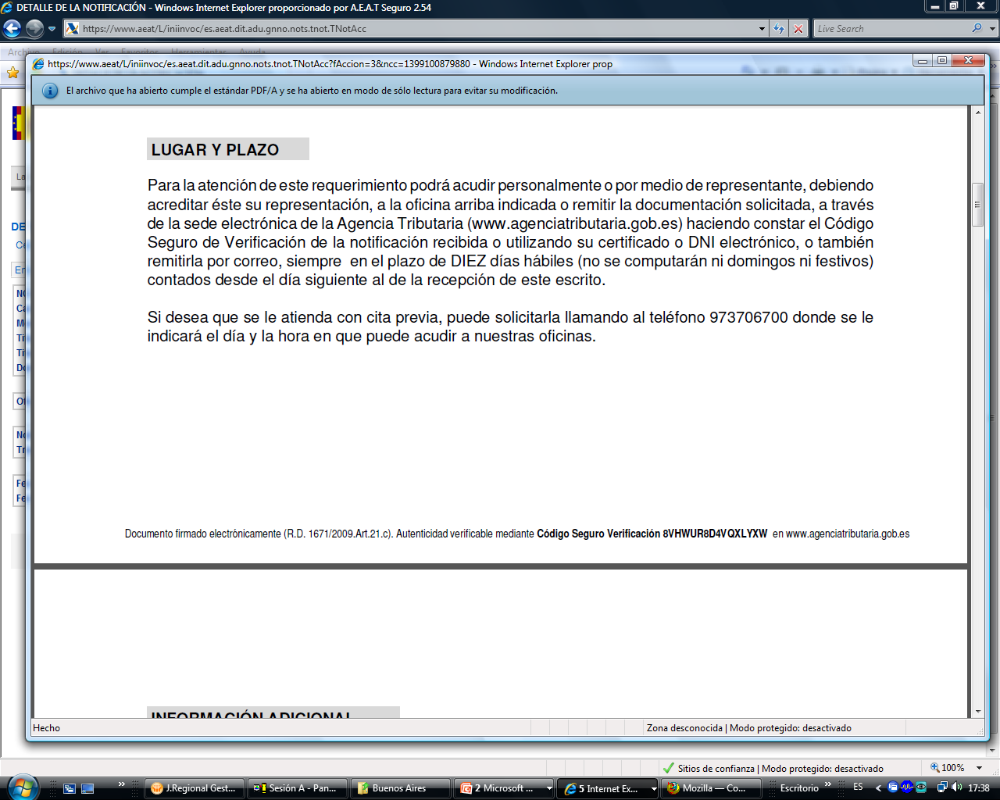 DETALLE DE LA NOTIFICACIÓN - Windows Internet Explorer proporcionado por A.E.A.T Seguro 2.54
https://www.aeat/L/iniinvoc/es.aeat.dit.adu.gnno.nots.tnot.TNotAcc
Live Search
Archivo Edición Ver Favoritos Herramientas Ayuda
https://www.aeat/L/iniinvoc/es.aeat.dit.adu.gnno.nots.tnot.TNotAcc?fAccion=3&ncc=1399100879880 - Windows Internet Explorer prop
El archivo que ha abierto cumple el estándar PDF/A y se ha abierto en modo de sólo lectura para evitar su modificación.
LUGAR Y PLAZO
Para la atención de este requerimiento podrá acudir personalmente o por medio de representante, debiendo
acreditar éste su representación, a la oficina arriba indicada o remitir la documentación solicitada, a través
de la sede electrónica de la Agencia Tributaria (www.agenciatributaria.gob.es) haciendo constar el Código
Seguro de Verificación de la notificación recibida o utilizando su certificado o DNI electrónico, o también
remitirla por correo, siempre en el plazo de DIEZ días hábiles (no se computarán ni domingos ni festivos)
contados desde el día siguiente al de la recepción de este escrito.
Si desea que se le atienda con cita previa, puede solicitarla llamando al teléfono 973706700 donde se le
indicará el día y la hora en que puede acudir a nuestras oficinas.
Documento firmado electrónicamente (R.D. 1671/2009.Art.21.c). Autenticidad verificable mediante Código Seguro Verificación 8VHWUR8D4VQXLYXW en www.agenciatributaria.gob.es
INFORMACIÓN ADICIONAL
Hecho
Zona desconocida | Modo protegido: desactivado
Sitios de confianza | Modo protegido: desactivado
100%
J.Regional Gest...
Sesión A - Pan...
Buenos Aires
2 Microsoft ...
5 Internet Ex...
Mozilla — Co...
Escritorio
ES
17:38